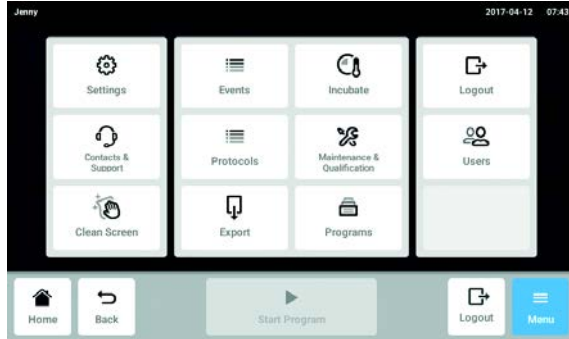 Jenny
2017-04-12 07:43
Settings
Events
Incubate
Logout
Contacts &
Support
Protocols
Maintenance &
Qualification
Users
Clean Screen
Export
Programs
Home
Back
Start Program
Logout
Menu